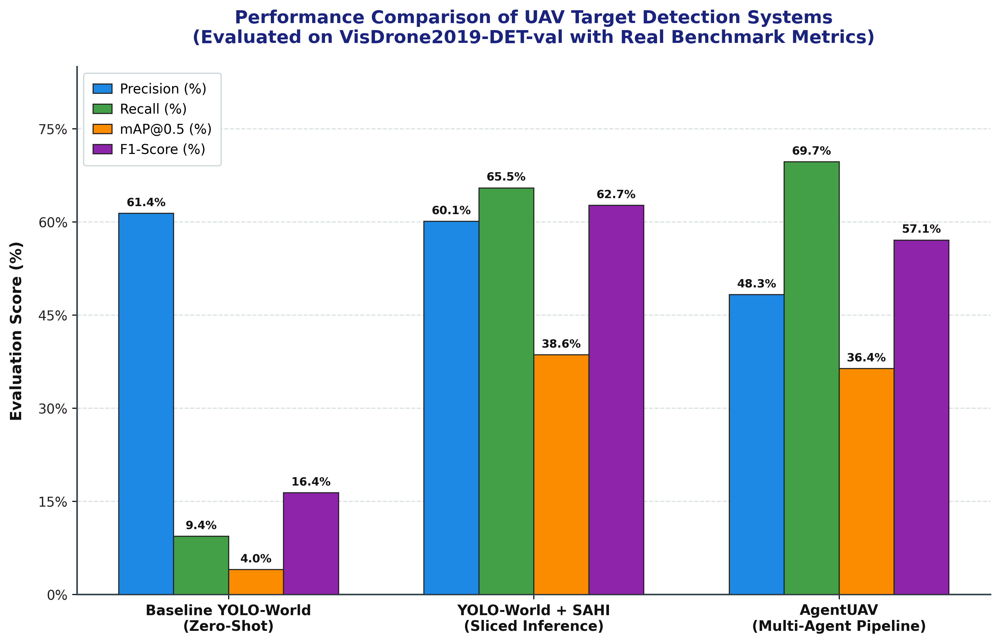 Performance Comparison of UAV Target Detection Systems
(Evaluated on VisDrone2019-DET-val with Real Benchmark Metrics)
Precision (%)
Recall (%)
mAP@0.5 (%)
F1-Score (%)
Evaluation Score (%)
75%
60%
45%
30%
15%
0%
61.4%
9.4%
4.0%
16.4%
60.1%
65.5%
38.6%
62.7%
48.3%
69.7%
36.4%
57.1%
Baseline YOLO-World
(Zero-Shot)
YOLO-World + SAHI
(Sliced Inference)
AgentUAV
(Multi-Agent Pipeline)